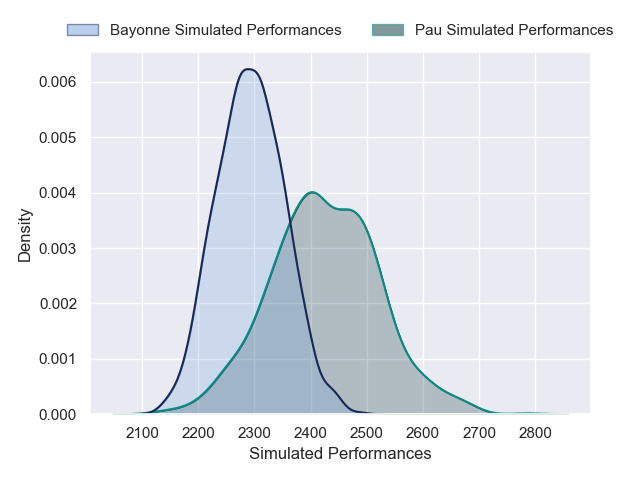 Bayonne Simulated Performances
Pau Simulated Performances
0.006
0.005
0.004
0.003
0.002
0.001
0.000
Density
2100 2200 2300 2400 2500 2600 2700 2800
Simulated Performances